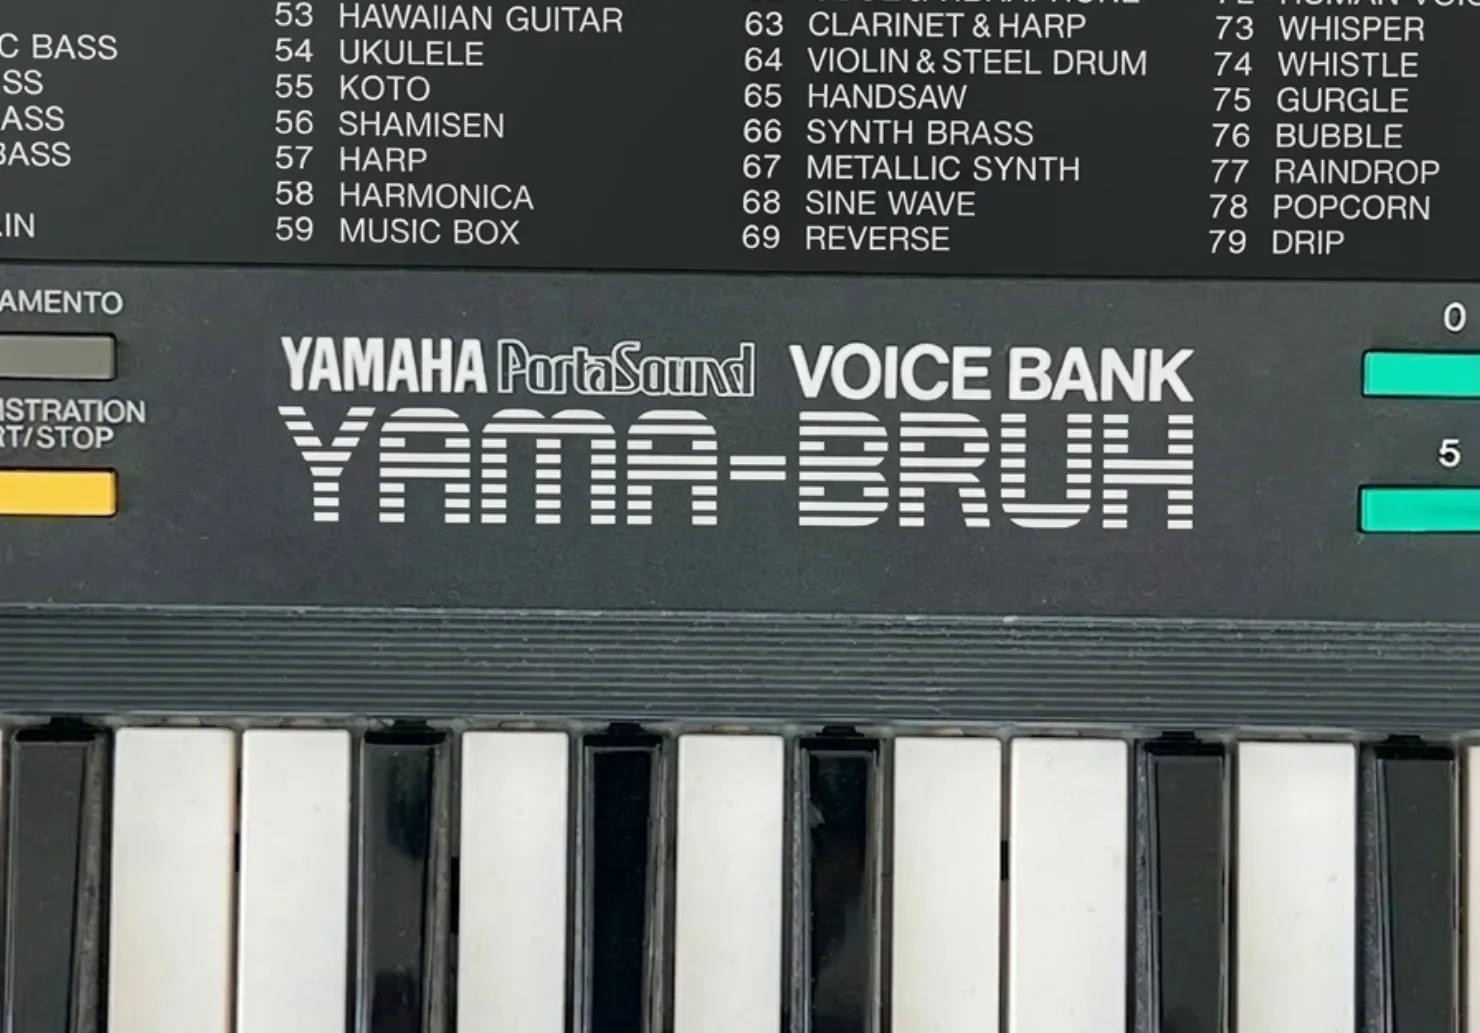 53 HAWAIIAN GUITAR
54 UKULELE
55 KOTO
56 SHAMISEN
57 HARP
58 HARMONICA
59 MUSIC BOX
63 CLARINET & HARP
64 VIOLIN & STEEL DRUM
65 HANDSAW
66 SYNTH BRASS
67 METALLIC SYNTH
68 SINE WAVE
69 REVERSE
73 WHISPER
74 WHISTLE
75 GURGLE
76 BUBBLE
77 RAINDROP
78 POPCORN
79 DRIP
C BASS
SS
ASS
BASS
IN
AMENTO
ISTRATION
RT/STOP
YAMAHA PortaSound VOICE BANK
YAMA-BRUH
0
5